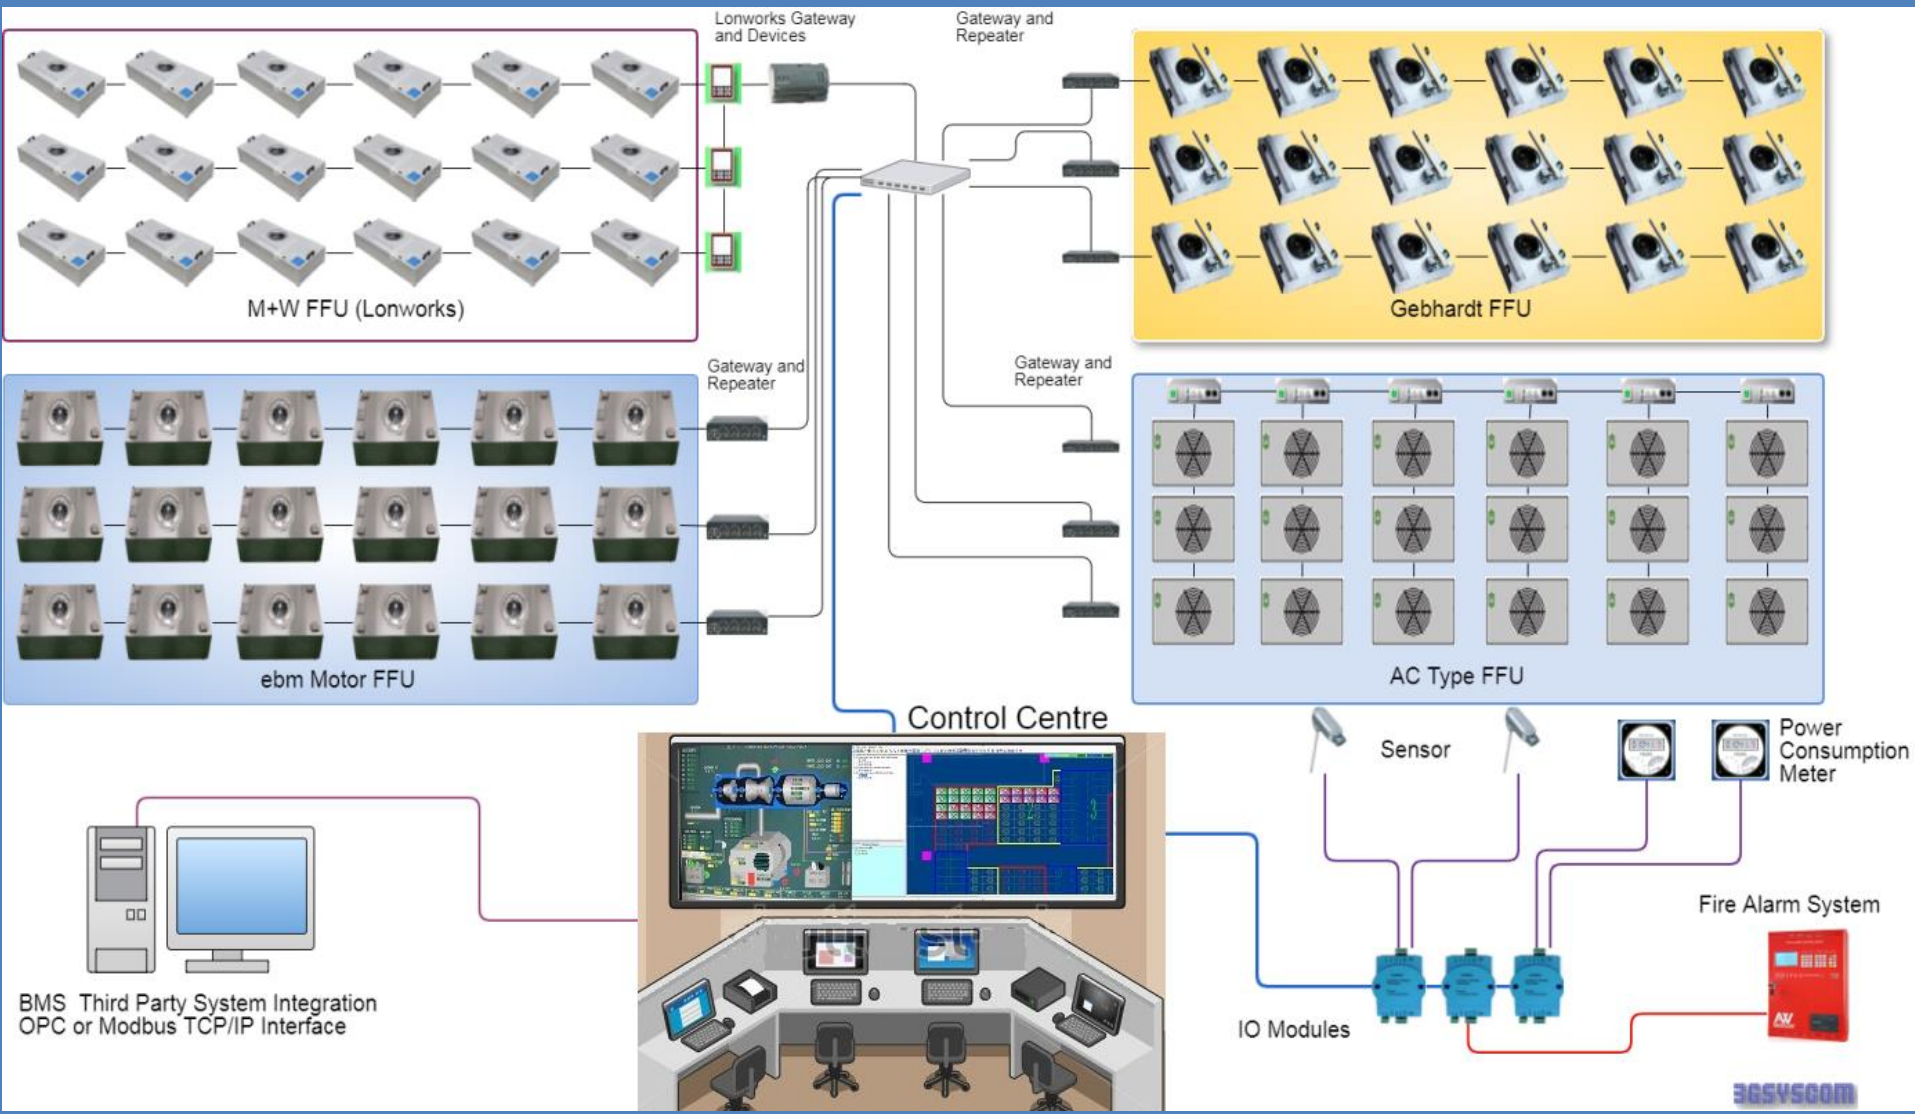 Lonworks Gateway
and Devices
Gateway and
Repeater
M+W FFU (Lonworks)
Gebhardt FFU
Gateway and
Repeater
Gateway and
Repeater
ebm Motor FFU
AC Type FFU
Control Centre
Sensor
Power
Consumption
Meter
Fire Alarm System
BMS  Third Party System Integration
OPC or Modbus TCP/IP Interface
IO Modules
AW
3GSYSCOM